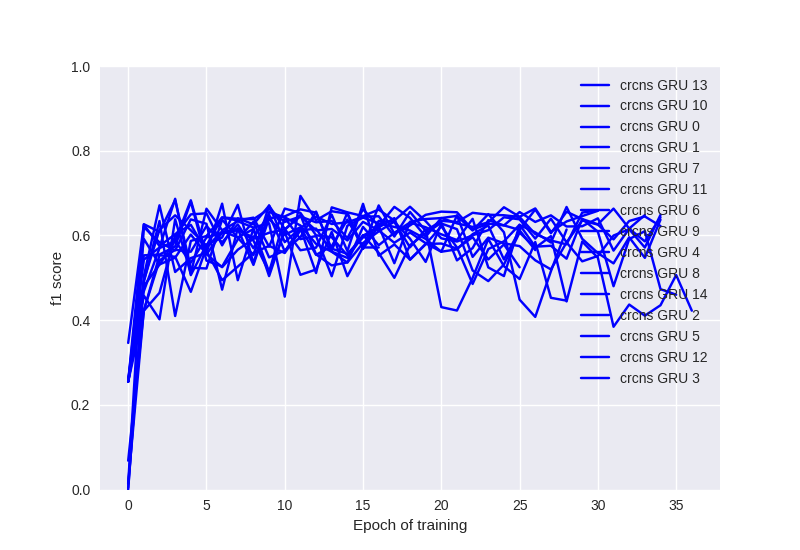 1.0
0.8
0.6
0.4
0.2
0.0
f1 score
0 5 10 15 20 25 30 35
Epoch of training
crcns GRU 13
crcns GRU 10
crcns GRU 0
crcns GRU 1
crcns GRU 7
crcns GRU 11
crcns GRU 6
crcns GRU 9
crcns GRU 4
crcns GRU 8
crcns GRU 14
crcns GRU 2
crcns GRU 5
crcns GRU 12
crcns GRU 3